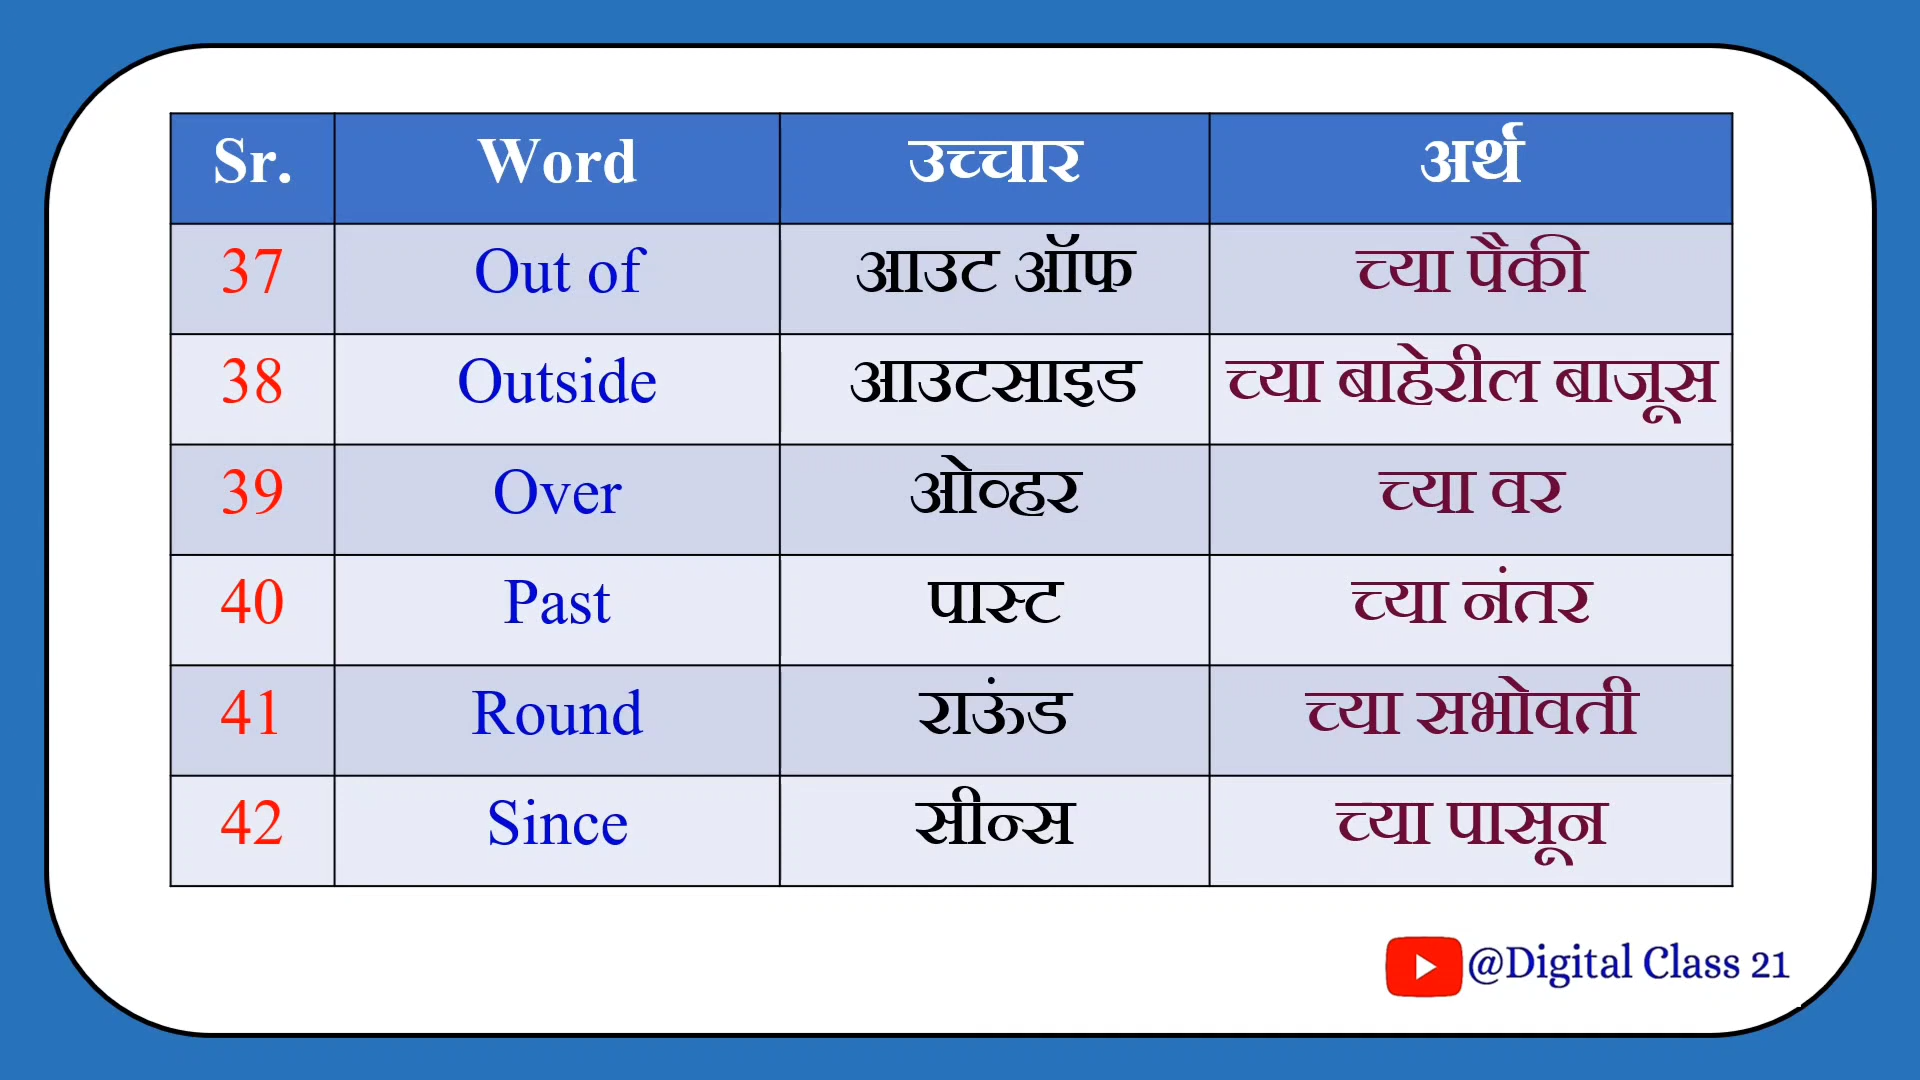 Sr. Word उच्चार अर्थ
37 Out of आउट ऑफ च्या पैकी
38 Outside आउटसाइड च्या बाहेरील बाजूस
39 Over ओव्हर च्या वर
40 Past पास्ट च्या नंतर
41 Round राऊंड च्या सभोवती
42 Since सीन्स च्या पासून
@Digital Class 21